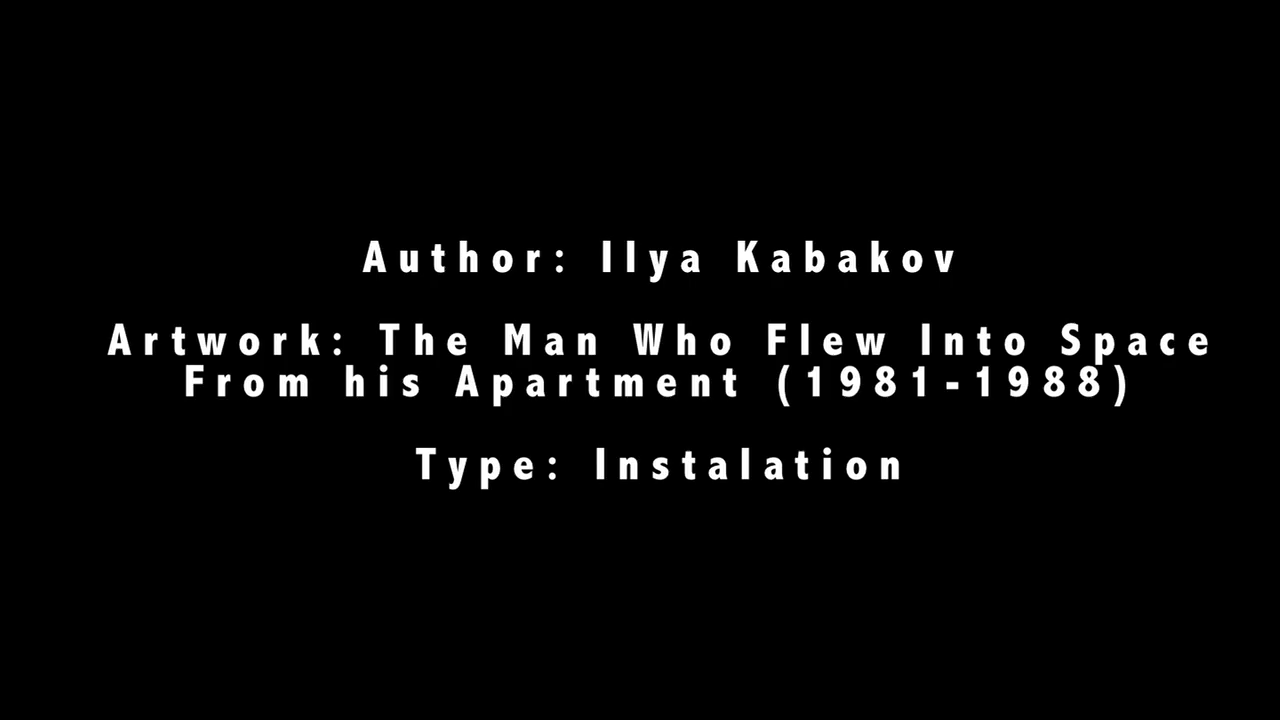 Author: Ilya Kabakov
Artwork: The Man Who Flew Into Space
From his Apartment (1981-1988)
Type: Instalation